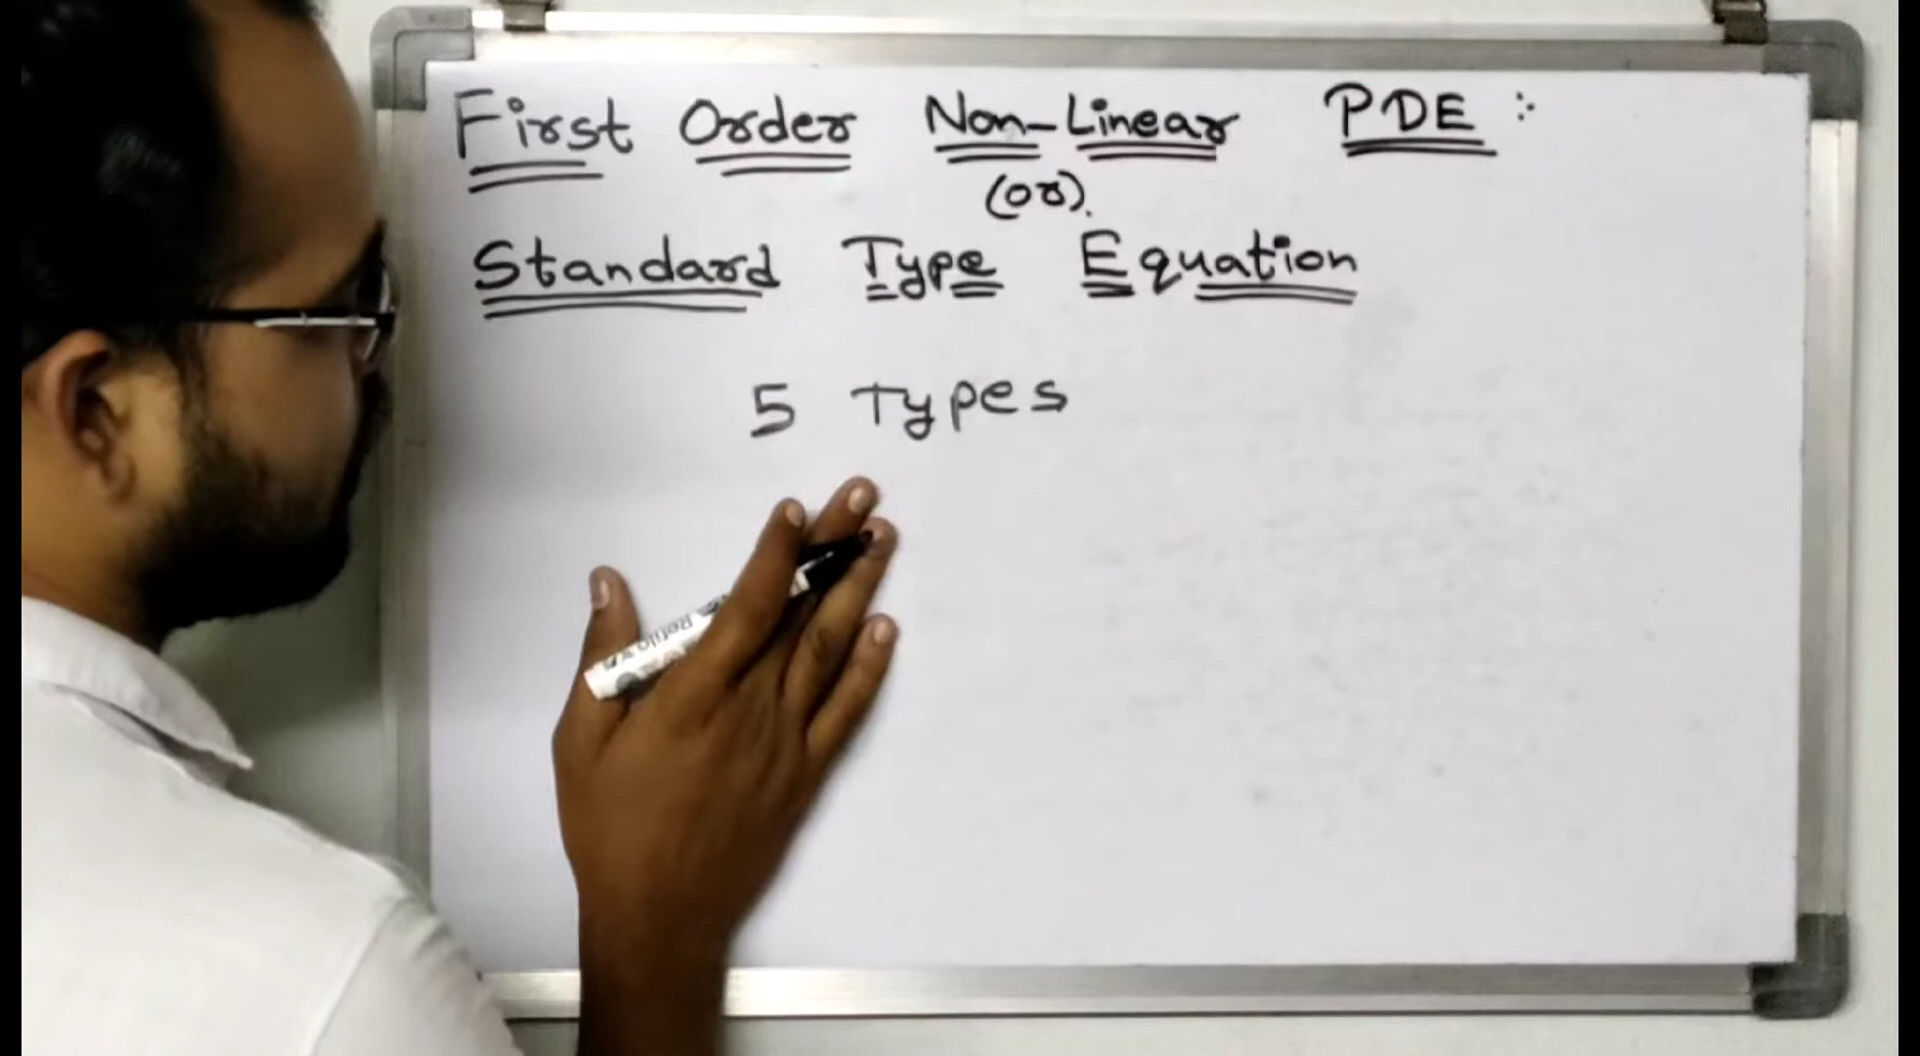 First Order Non-Linear PDE :
(or).
Standard Type Equation
5 Types